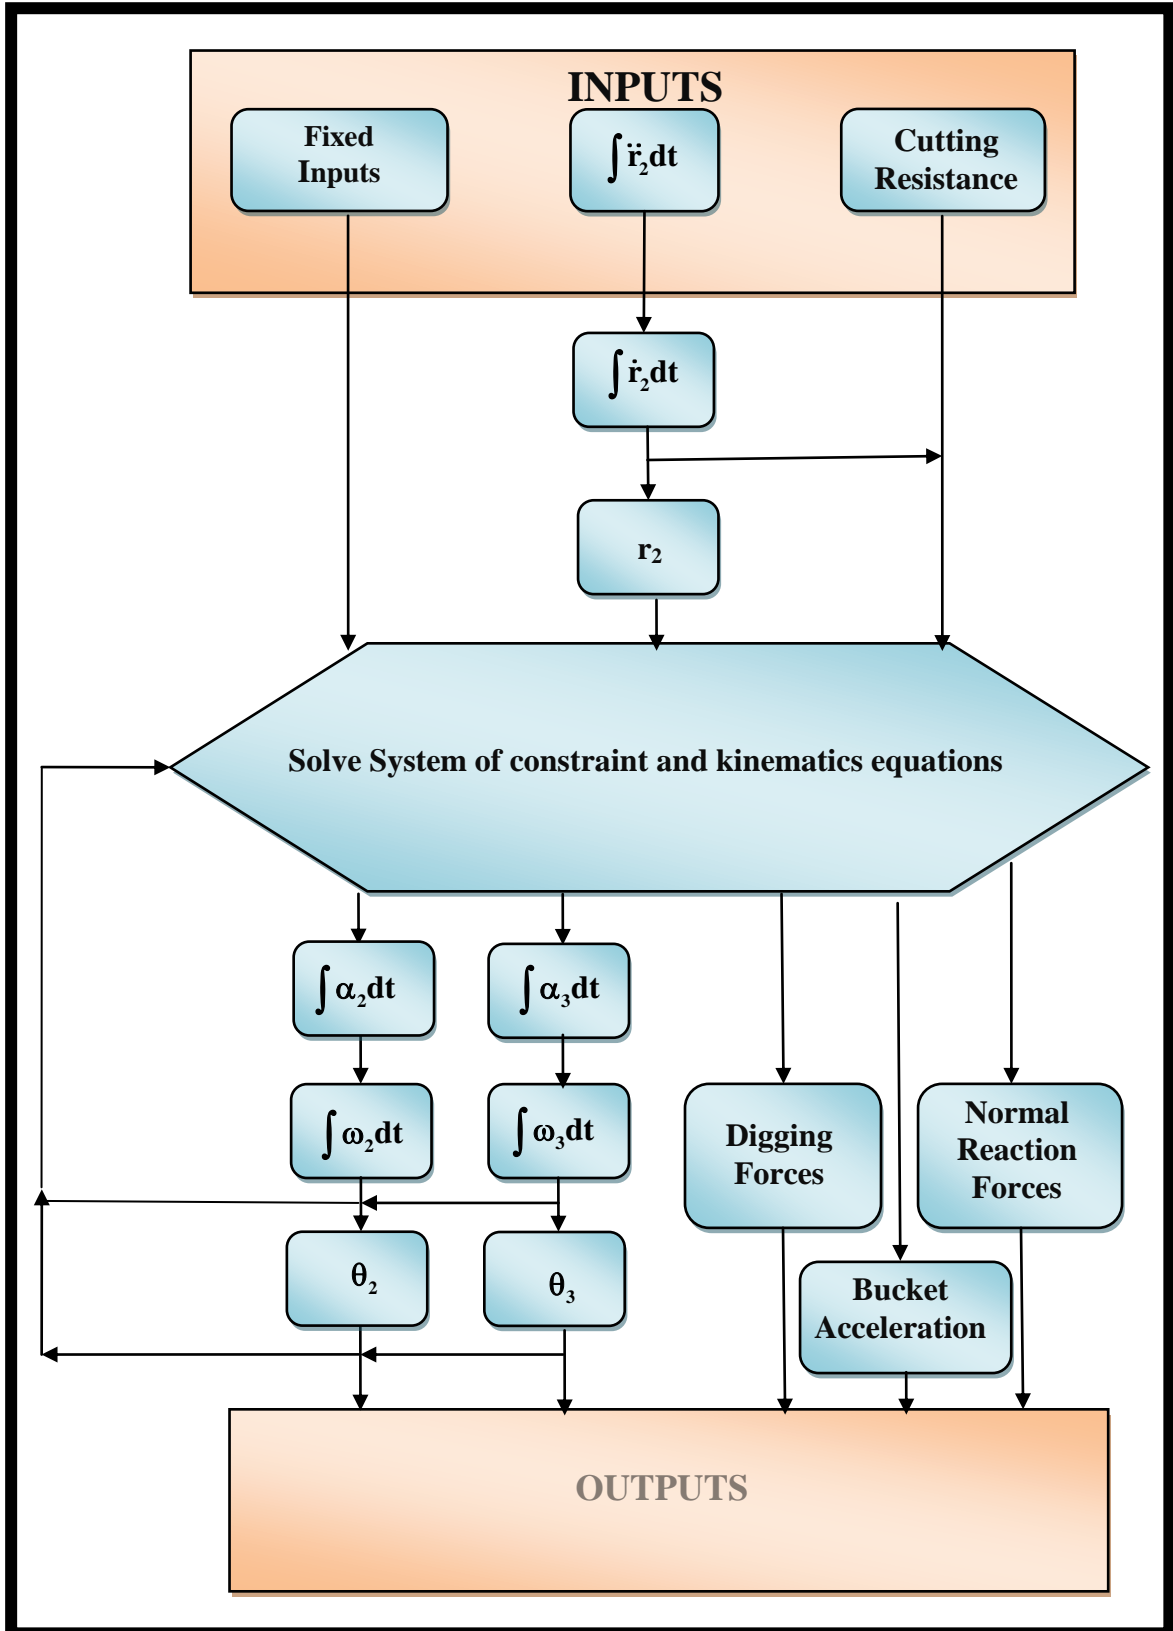 INPUTS
Fixed
Inputs
∫ r̈₂dt
Cutting
Resistance
∫ ṙ₂dt
r₂
Solve System of constraint and kinematics equations
∫ α₂dt
∫ α₃dt
∫ ω₂dt
∫ ω₃dt
Digging
Forces
Normal
Reaction
Forces
θ₂
θ₃
Bucket
Acceleration
OUTPUTS